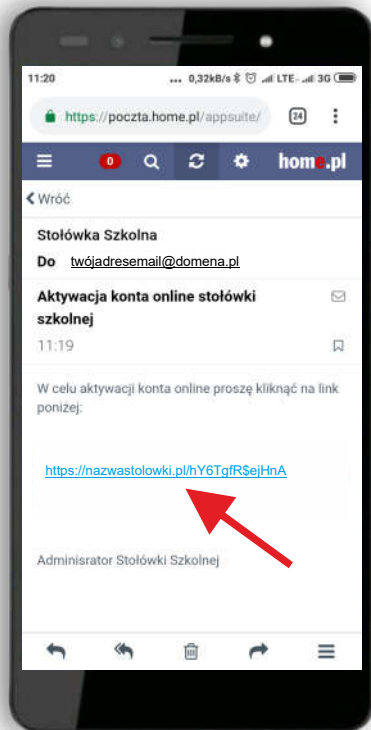 11:20 ... 0,32kB/s LTE 3G
https://poczta.home.pl/appsuite/ 24
0 home.pl
Wróć
Stołówka Szkolna
Do twójadresemail@domena.pl
Aktywacja konta online stołówki
szkolnej
11:19
W celu aktywacji konta online proszę kliknąć na link
poniżej:
https://nazwastolowki.pl/hY6TgfR$ejHnA
Adminisrator Stołówki Szkolnej